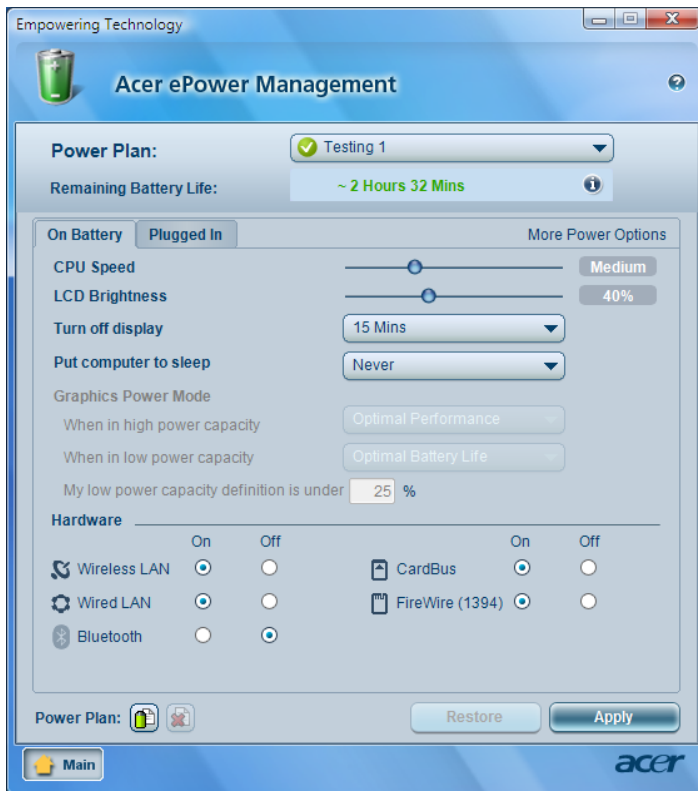 Empowering Technology
Acer ePower Management
Power Plan: Testing 1
Remaining Battery Life: ~ 2 Hours 32 Mins
On Battery Plugged In More Power Options
CPU Speed Medium
LCD Brightness 40%
Turn off display 15 Mins
Put computer to sleep Never
Graphics Power Mode
When in high power capacity Optimal Performance
When in low power capacity Optimal Battery Life
My low power capacity definition is under 25 %
Hardware
On Off On Off
Wireless LAN CardBus
Wired LAN FireWire (1394)
Bluetooth
Power Plan: Restore Apply
Main acer